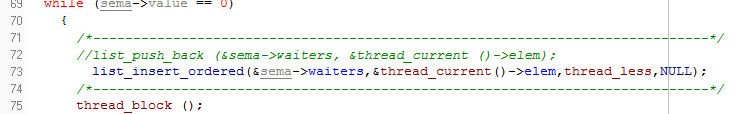 69 while (sema->value == 0)
70 {
71 /*-----------------------------------------------------------------------------*/
72 //list_push_back (&sema->waiters, &thread_current ()->elem);
73 list_insert_ordered(&sema->waiters,&thread_current()->elem,thread_less,NULL);
74 /*-----------------------------------------------------------------------------*/
75 thread_block ();